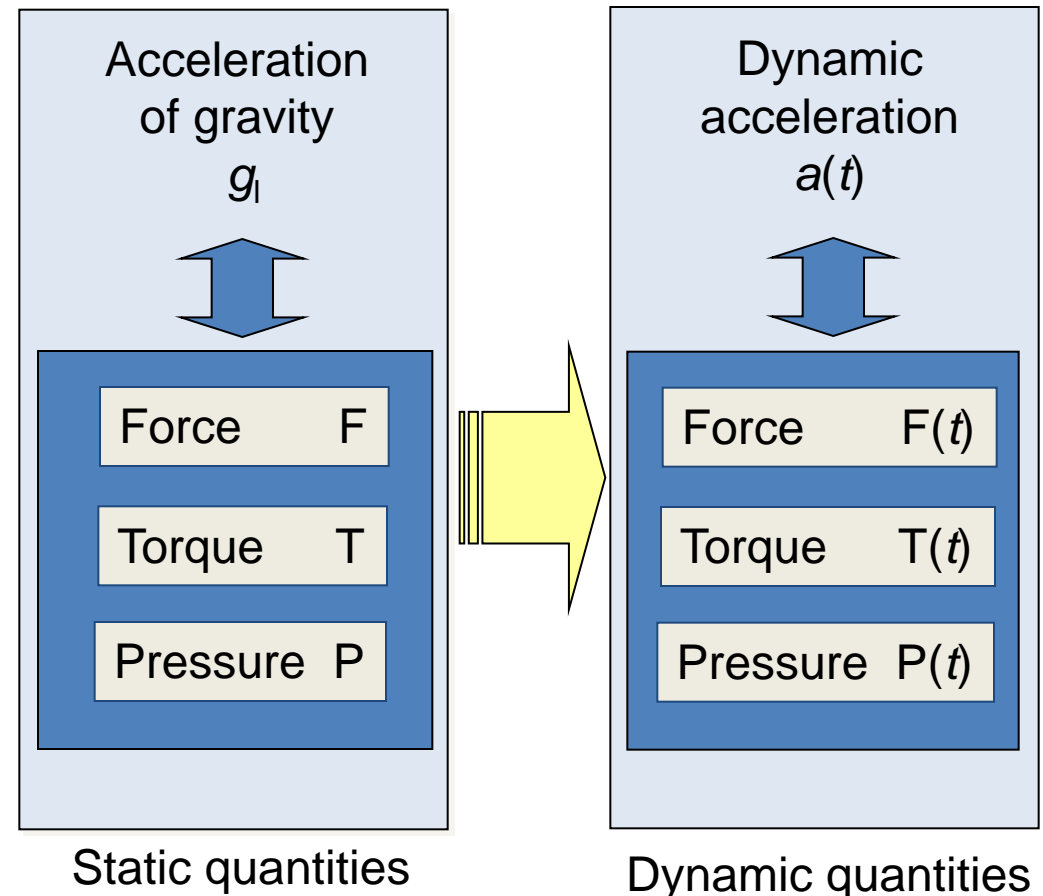 Acceleration
of gravity
gl
Force F
Torque T
Pressure P
Static quantities
Dynamic
acceleration
a(t)
Force F(t)
Torque T(t)
Pressure P(t)
Dynamic quantities